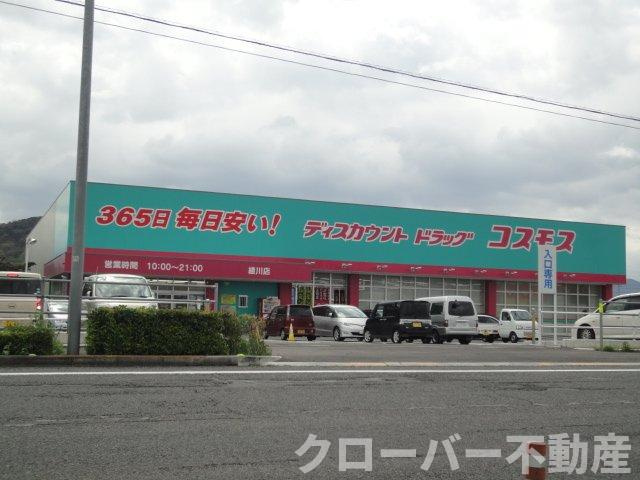 365日 毎日安い! ディスカウント ドラッグ コスモス
営業時間 10:00~21:00 綾川店
入口専用
クローバー不動産